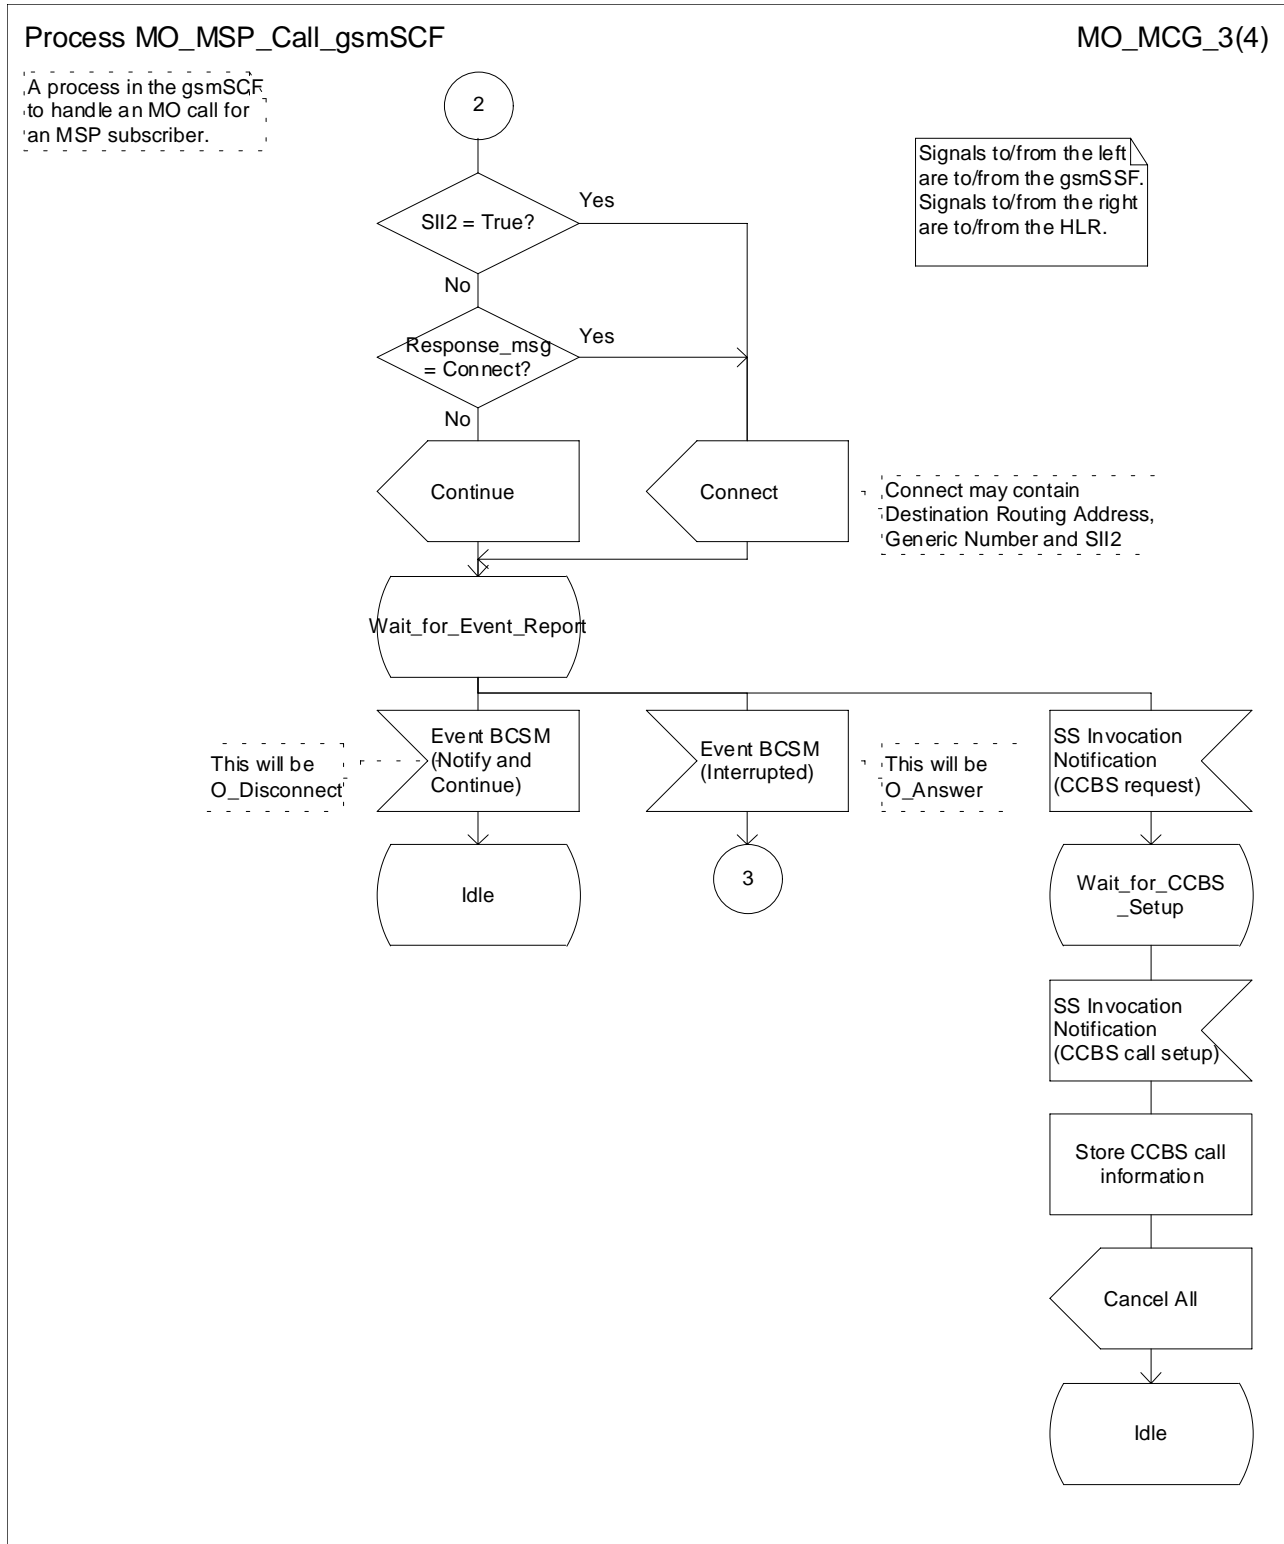 Process MO_MSP_Call_gsmSCF
MO_MCG_3(4)
A process in the gsmSCF
to handle an MO call for
an MSP subscriber.
2
Signals to/from the left
are to/from the gsmSSF.
Signals to/from the right
are to/from the HLR.
SII2 = True?
Yes
No
Response_msg
= Connect?
Yes
No
Continue
Connect
Connect may contain
Destination Routing Address,
Generic Number and SII2
Wait_for_Event_Report
This will be
O_Disconnect
Event BCSM
(Notify and
Continue)
Event BCSM
(Interrupted)
This will be
O_Answer
SS Invocation
Notification
(CCBS request)
Idle
3
Wait_for_CCBS
_Setup
SS Invocation
Notification
(CCBS call setup)
Store CCBS call
information
Cancel All
Idle